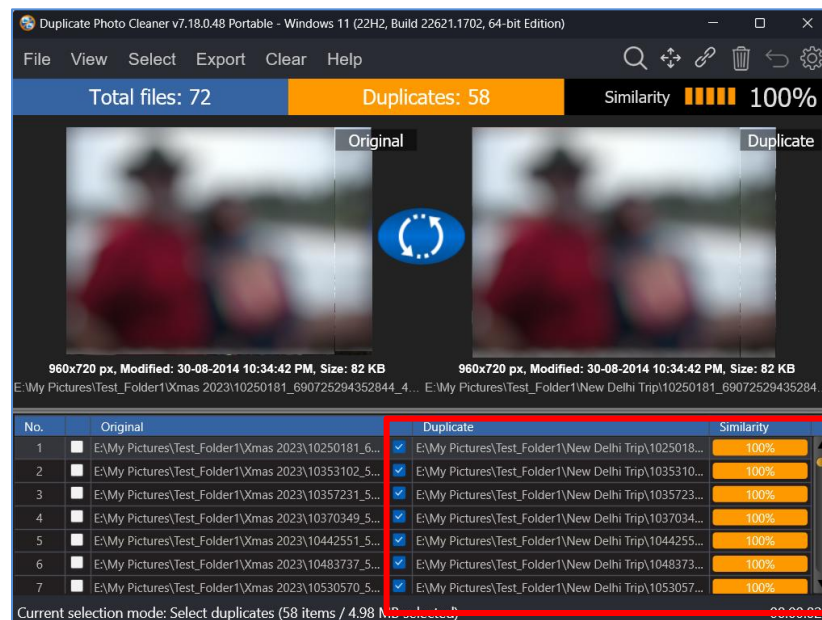 Duplicate Photo Cleaner v7.18.0.48 Portable - Windows 11 (22H2, Build 22621.1702, 64-bit Edition)
File View Select Export Clear Help
Total files: 72 Duplicates: 58 Similarity 100%
Original Duplicate
960x720 px, Modified: 30-08-2014 10:34:42 PM, Size: 82 KB 960x720 px, Modified: 30-08-2014 10:34:42 PM, Size: 82 KB
E:\My Pictures\Test_Folder1\Xmas 2023\10250181_690725294352844_4... E:\My Pictures\Test_Folder1\New Delhi Trip\10250181_69072529435284...
No. Original Duplicate Similarity
1 E:\My Pictures\Test_Folder1\Xmas 2023\10250181_6... E:\My Pictures\Test_Folder1\New Delhi Trip\1025018... 100%
2 E:\My Pictures\Test_Folder1\Xmas 2023\10353102_5... E:\My Pictures\Test_Folder1\New Delhi Trip\1035310... 100%
3 E:\My Pictures\Test_Folder1\Xmas 2023\10357231_5... E:\My Pictures\Test_Folder1\New Delhi Trip\1035723... 100%
4 E:\My Pictures\Test_Folder1\Xmas 2023\10370349_5... E:\My Pictures\Test_Folder1\New Delhi Trip\1037034... 100%
5 E:\My Pictures\Test_Folder1\Xmas 2023\10442551_5... E:\My Pictures\Test_Folder1\New Delhi Trip\1044255... 100%
6 E:\My Pictures\Test_Folder1\Xmas 2023\10483737_5... E:\My Pictures\Test_Folder1\New Delhi Trip\1048373... 100%
7 E:\My Pictures\Test_Folder1\Xmas 2023\10530570_5... E:\My Pictures\Test_Folder1\New Delhi Trip\1053057... 100%
Current selection mode: Select duplicates (58 items / 4.98 MB selected)